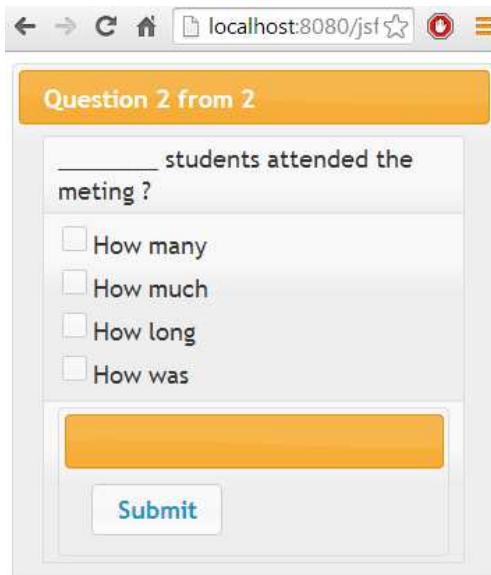 localhost:8080/jsf
Question 2 from 2
________ students attended the
meting ?
How many
How much
How long
How was
Submit